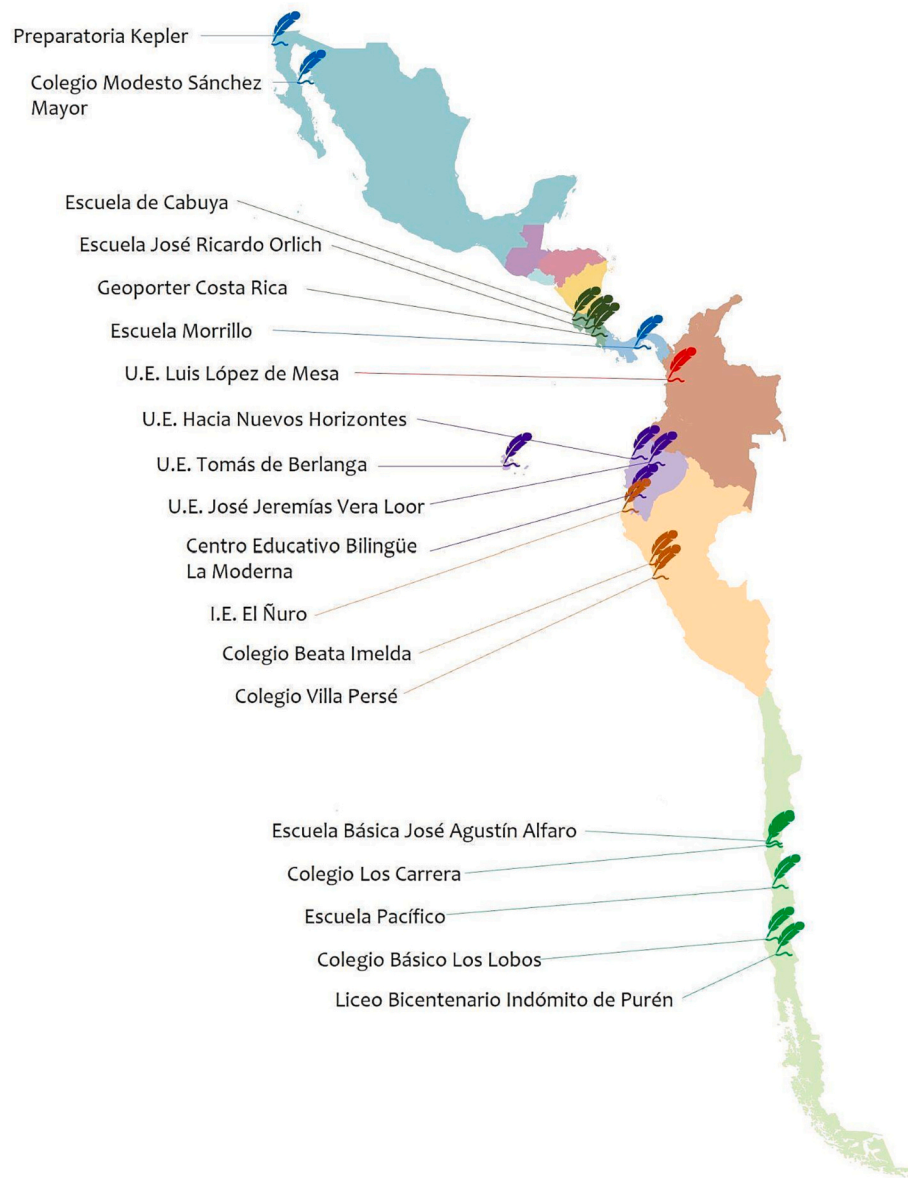 Preparatoria Kepler
Colegio Modesto Sánchez
Mayor
Escuela de Cabuya
Escuela José Ricardo Orlich
Geoporter Costa Rica
Escuela Morrillo
U.E. Luis López de Mesa
U.E. Hacia Nuevos Horizontes
U.E. Tomás de Berlanga
U.E. José Jeremías Vera Loor
Centro Educativo Bilingüe
La Moderna
I.E. El Ñuro
Colegio Beata Imelda
Colegio Villa Persé
Escuela Básica José Agustín Alfaro
Colegio Los Carrera
Escuela Pacífico
Colegio Básico Los Lobos
Liceo Bicentenario Indómito de Purén